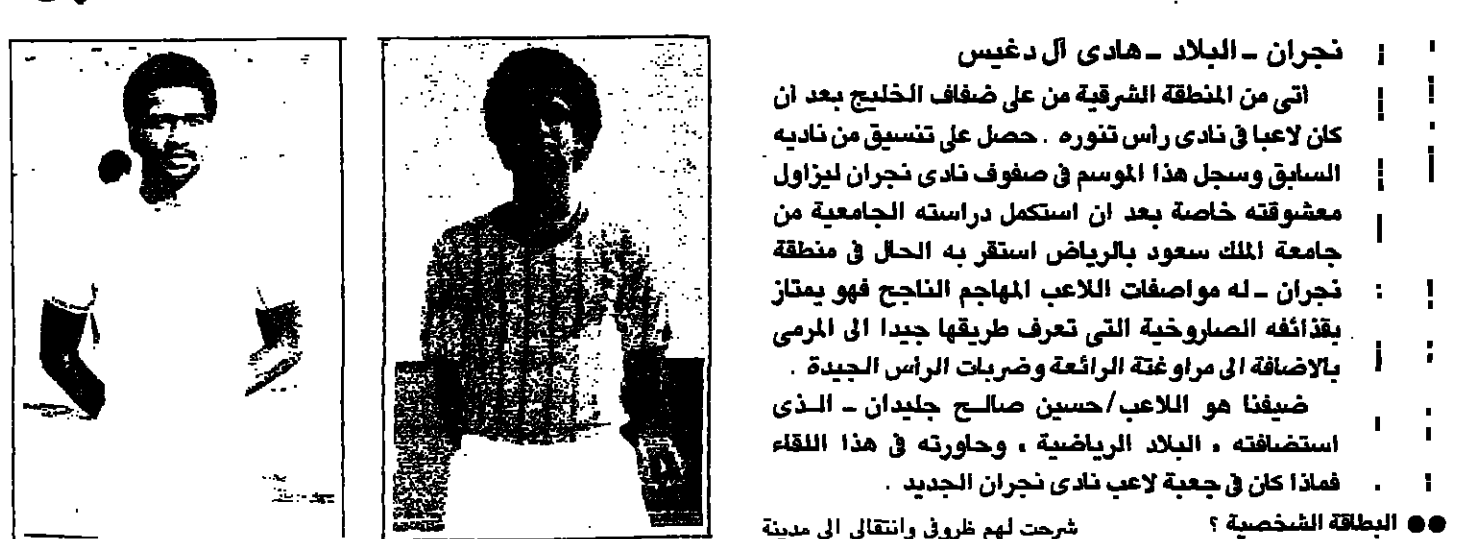 نجران ـ البلاد ـ هادى آل دغيس
أتى من المنطقة الشرقية من على ضفاف الخليج بعد ان
كان لاعبا فى نادى رأس تنوره . حصل على تنسيق من ناديه
السابق وسجل هذا الموسم فى صفوف نادى نجران ليزاول
معشوقته خاصة بعد ان استكمل دراسته الجامعية من
جامعة الملك سعود بالرياض استقر به الحال فى منطقة
نجران ـ له مواصفات اللاعب المهاجم الناجح فهو يمتاز
بقذائفه الصاروخية التى تعرف طريقها جيدا الى المرمى
بالاضافة الى مراوغتة الرائعة وضربات الرأس الجيدة .
ضيفنا هو اللاعب/حسين صالح جليدان ـ الذى
استضافته « البلاد الرياضية » وحاورته فى هذا اللقاء
فماذا كان فى جعبة لاعب نادى نجران الجديد .
●● البطاقة الشخصية ؟
شرحت لهم ظروفى وانتقالى الى مدينة